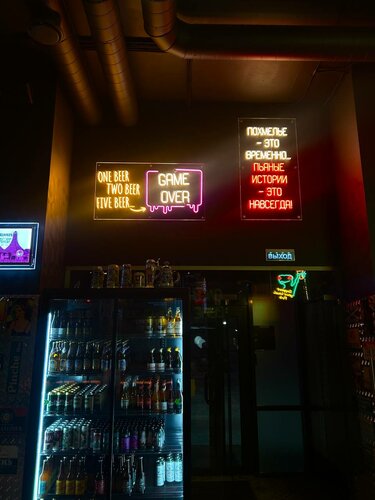 ONE BEER
TWO BEER
FIVE BEER...
GAME
OVER
ПОХМЕЛЬЕ
- ЭТО
ВРЕМЕННО...
ПЬЯНЫЕ
ИСТОРИИ
- ЭТО
НАВСЕГДА!
ВЫХОД